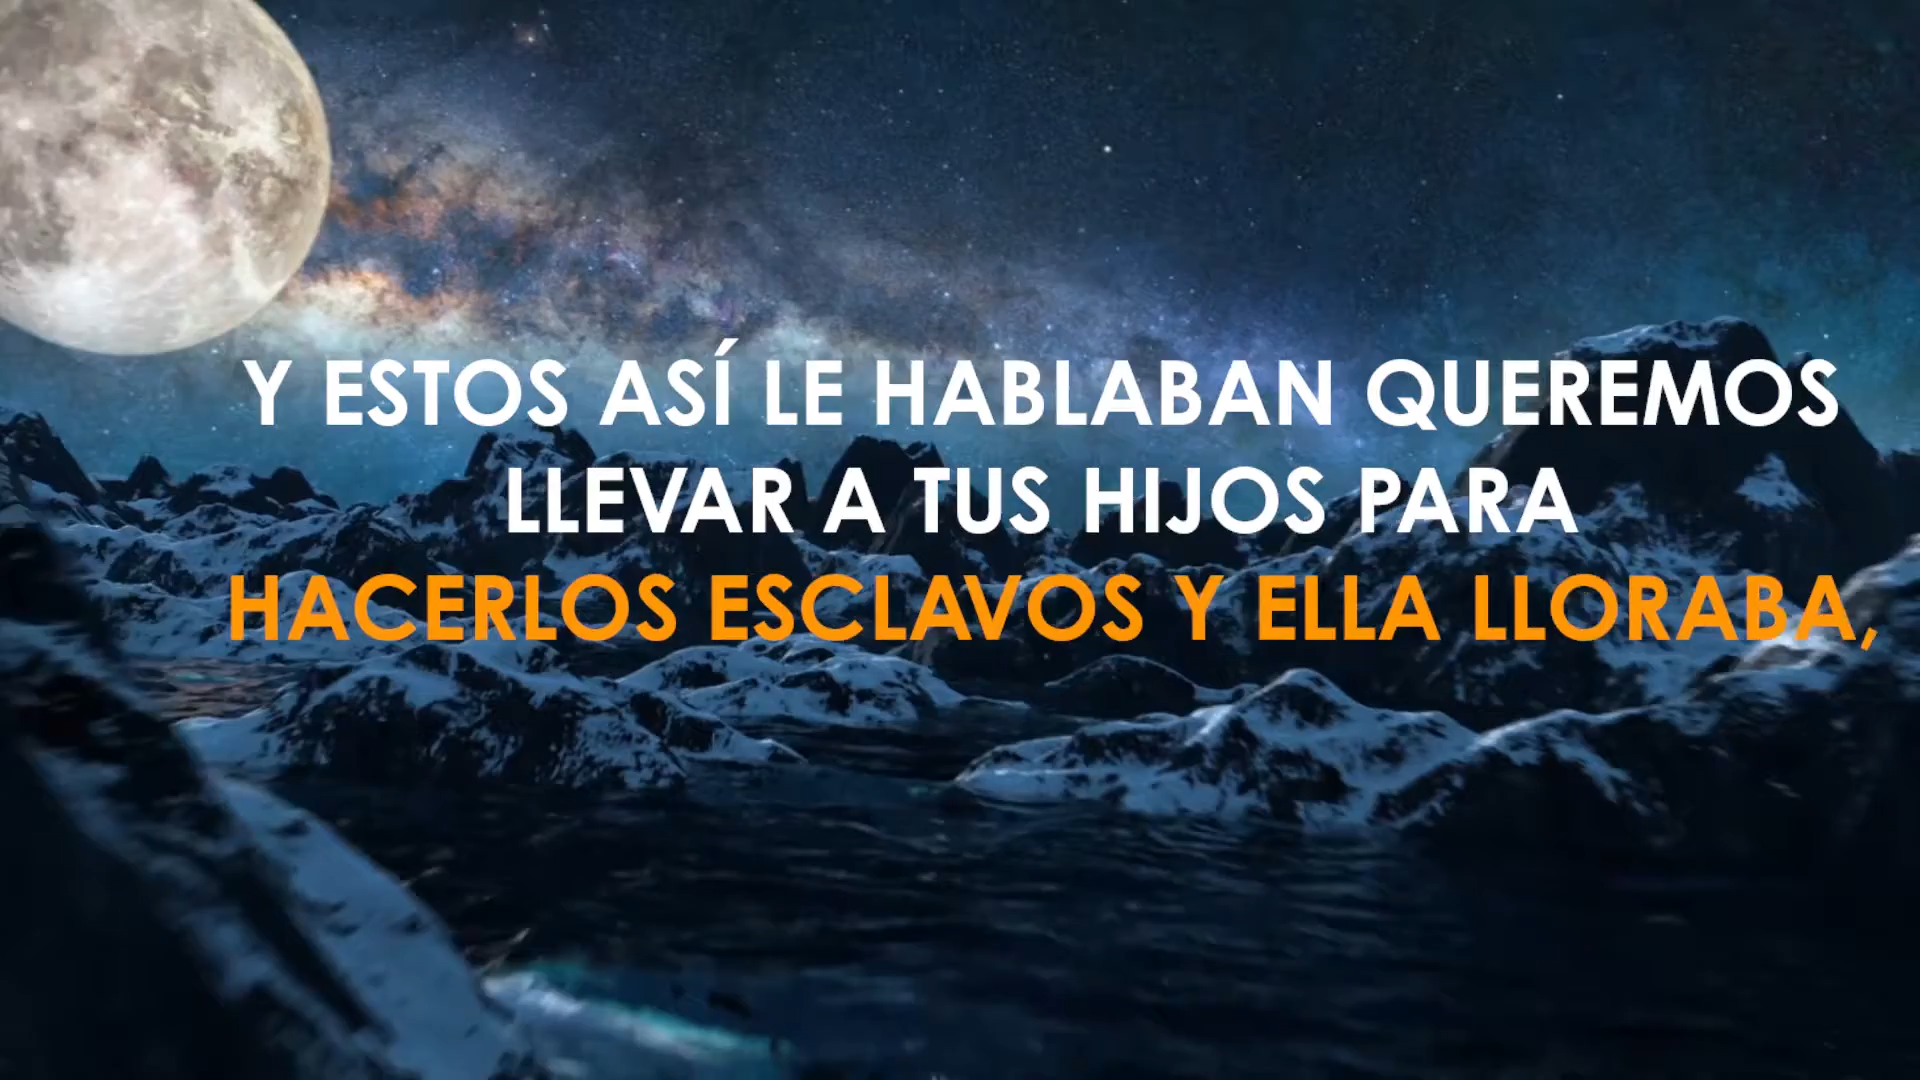 Y ESTOS ASÍ LE HABLABAN QUEREMOS
LLEVAR A TUS HIJOS PARA
HACERLOS ESCLAVOS Y ELLA LLORABA,